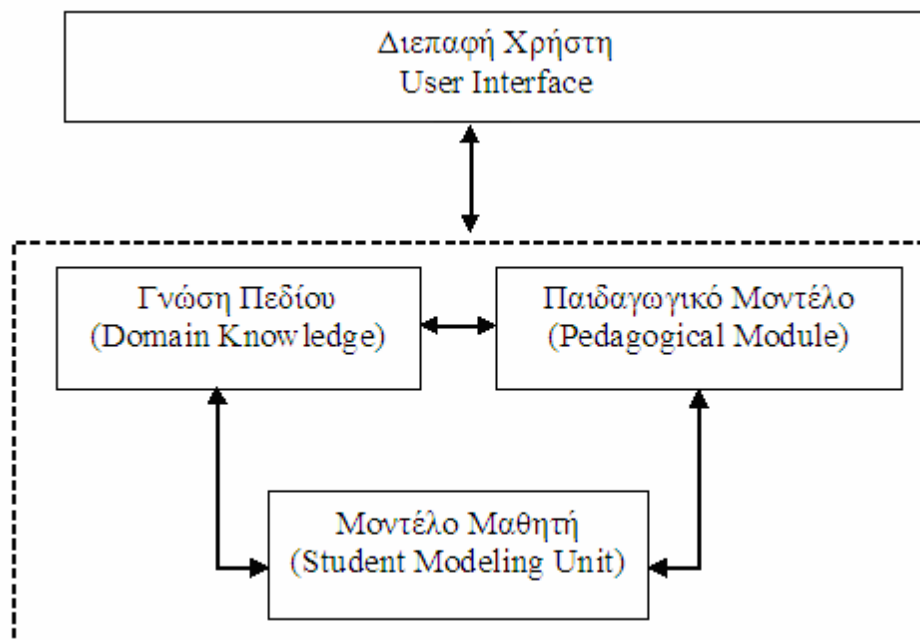 Διεπαφή Χρήστη
User Interface
Γνώση Πεδίου
(Domain Knowledge)
Παιδαγωγικό Μοντέλο
(Pedagogical Module)
Μοντέλο Μαθητή
(Student Modeling Unit)